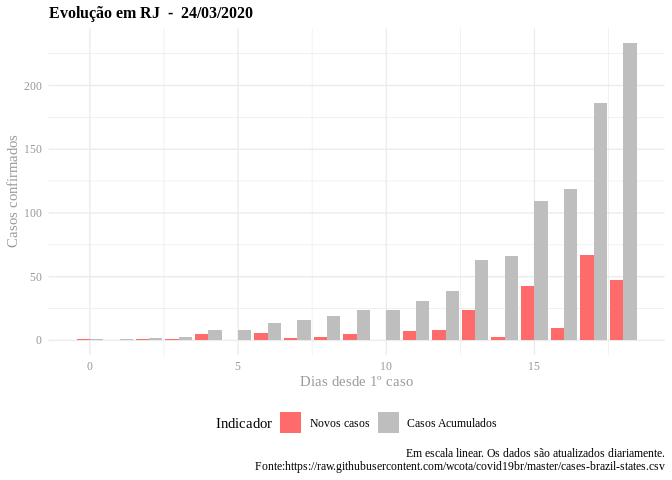 Evolução em RJ  -  24/03/2020
Casos confirmados
200
150
100
50
0
0
5
10
15
Dias desde 1º caso
Indicador
Novos casos
Casos Acumulados
Em escala linear. Os dados são atualizados diariamente.
Fonte:https://raw.githubusercontent.com/wcota/covid19br/master/cases-brazil-states.csv